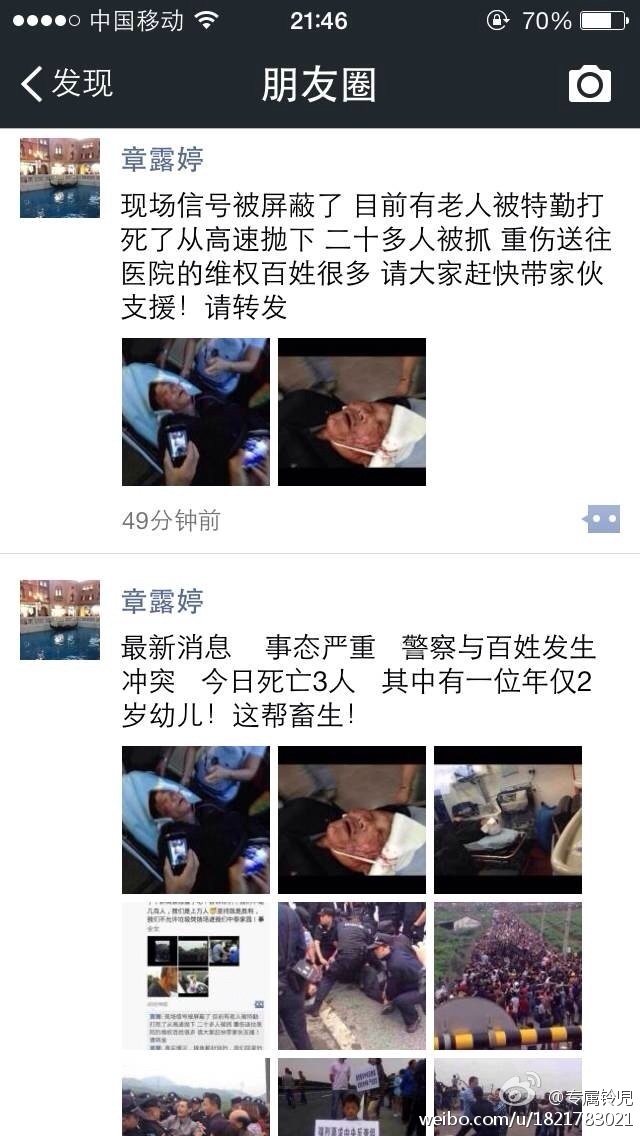 中国移动
21:46
70%
发现
朋友圈
章露婷
现场信号被屏蔽了 目前有老人被特勤打
死了从高速抛下 二十多人被抓 重伤送往
医院的维权百姓很多 请大家赶快带家伙
支援！请转发
49分钟前
章露婷
最新消息 事态严重 警察与百姓发生
冲突 今日死亡3人 其中有一位年仅2
岁幼儿！这帮畜生！
@专属铃児
weibo.com/u/1821783021